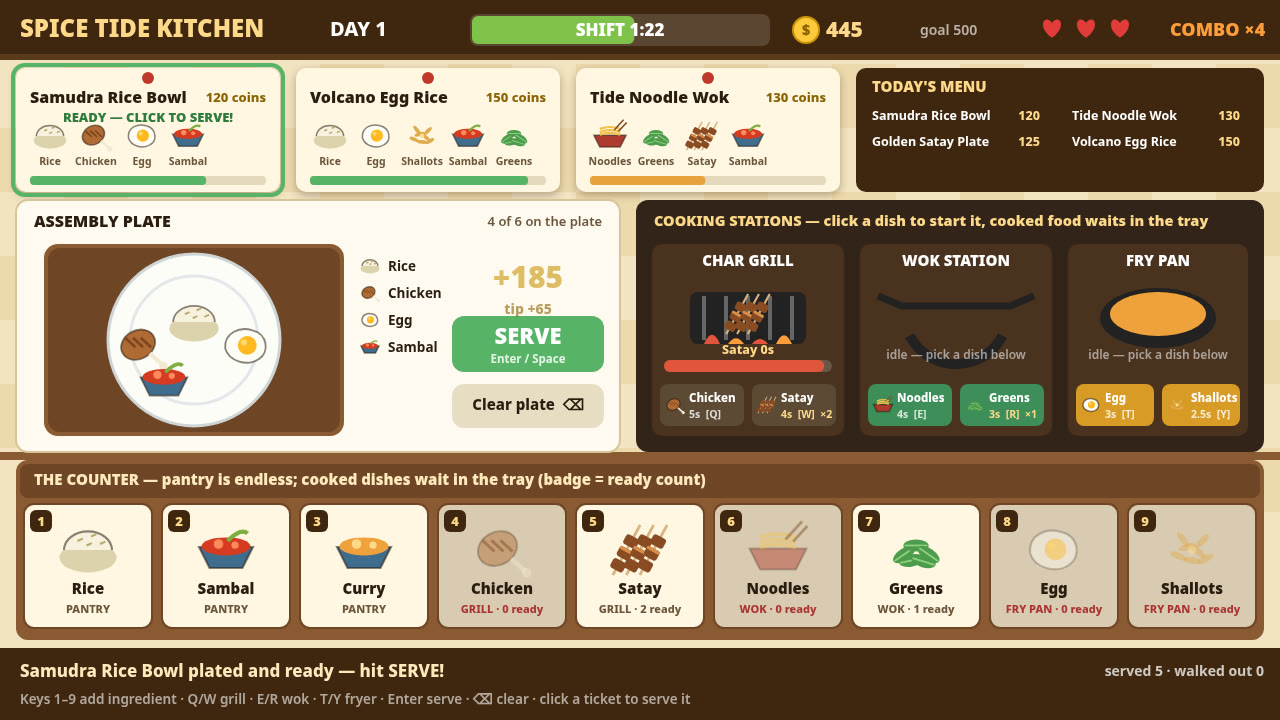 SPICE TIDE KITCHEN
DAY 1
SHIFT 1:22
$ 445
goal 500
COMBO ×4
Samudra Rice Bowl 120 coins
READY — CLICK TO SERVE!
Rice Chicken Egg Sambal
Volcano Egg Rice 150 coins
Rice Egg Shallots Sambal Greens
Tide Noodle Wok 130 coins
Noodles Greens Satay Sambal
TODAY'S MENU
Samudra Rice Bowl 120 Tide Noodle Wok 130
Golden Satay Plate 125 Volcano Egg Rice 150
ASSEMBLY PLATE 4 of 6 on the plate
Rice
Chicken
Egg
Sambal
+185
tip +65
SERVE
Enter / Space
Clear plate ⌫
COOKING STATIONS — click a dish to start it, cooked food waits in the tray
CHAR GRILL
Satay 0s
Chicken
5s [Q]
Satay
4s [W] ×2
WOK STATION
idle — pick a dish below
Noodles
4s [E]
Greens
3s [R] ×1
FRY PAN
idle — pick a dish below
Egg
3s [T]
Shallots
2.5s [Y]
THE COUNTER — pantry is endless; cooked dishes wait in the tray (badge = ready count)
1
Rice
PANTRY
2
Sambal
PANTRY
3
Curry
PANTRY
4
Chicken
GRILL · 0 ready
5
Satay
GRILL · 2 ready
6
Noodles
WOK · 0 ready
7
Greens
WOK · 1 ready
8
Egg
FRY PAN · 0 ready
9
Shallots
FRY PAN · 0 ready
Samudra Rice Bowl plated and ready — hit SERVE!
served 5 · walked out 0
Keys 1–9 add ingredient · Q/W grill · E/R wok · T/Y fryer · Enter serve · ⌫ clear · click a ticket to serve it